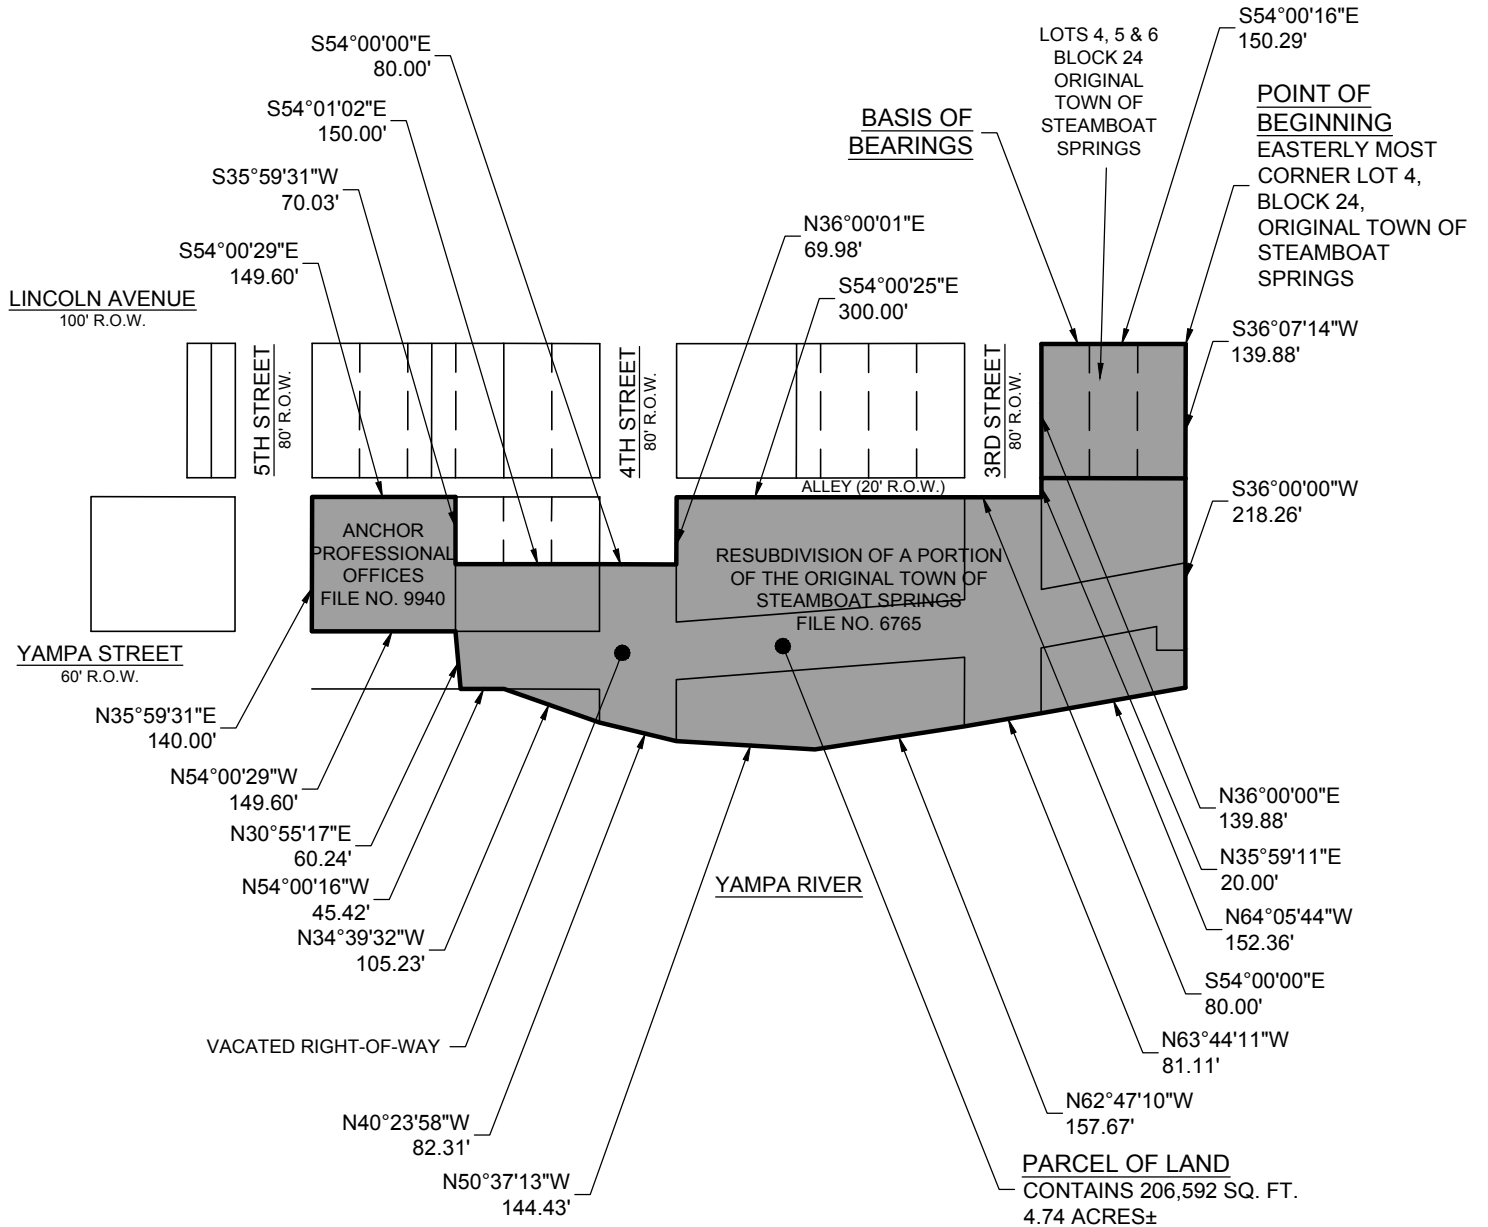 S54°00'00"E
80.00'
S54°01'02"E
150.00'
S35°59'31"W
70.03'
S54°00'29"E
149.60'
LINCOLN AVENUE
100' R.O.W.
LOTS 4, 5 & 6
BLOCK 24
ORIGINAL
TOWN OF
STEAMBOAT
SPRINGS
S54°00'16"E
150.29'
BASIS OF
BEARINGS
POINT OF
BEGINNING
EASTERLY MOST
CORNER LOT 4,
BLOCK 24,
ORIGINAL TOWN OF
STEAMBOAT
SPRINGS
N36°00'01"E
69.98'
S54°00'25"E
300.00'
S36°07'14"W
139.88'
5TH STREET
80' R.O.W.
4TH STREET
80' R.O.W.
3RD STREET
80' R.O.W.
ALLEY (20' R.O.W.)
S36°00'00"W
218.26'
ANCHOR
PROFESSIONAL
OFFICES
FILE NO. 9940
RESUBDIVISION OF A PORTION
OF THE ORIGINAL TOWN OF
STEAMBOAT SPRINGS
FILE NO. 6765
YAMPA STREET
60' R.O.W.
N35°59'31"E
140.00'
N54°00'29"W
149.60'
N30°55'17"E
60.24'
N54°00'16"W
45.42'
N34°39'32"W
105.23'
VACATED RIGHT-OF-WAY
N40°23'58"W
82.31'
N50°37'13"W
144.43'
YAMPA RIVER
N36°00'00"E
139.88'
N35°59'11"E
20.00'
N64°05'44"W
152.36'
S54°00'00"E
80.00'
N63°44'11"W
81.11'
N62°47'10"W
157.67'
PARCEL OF LAND
CONTAINS 206,592 SQ. FT.
4.74 ACRES±